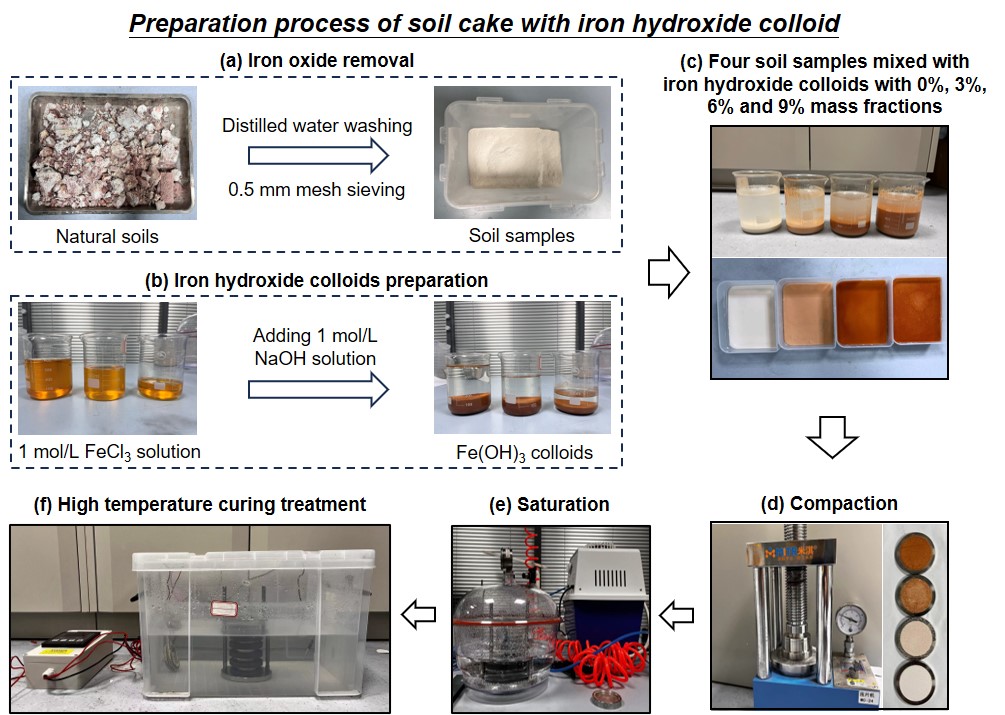 Preparation process of soil cake with iron hydroxide colloid
(a) Iron oxide removal
Distilled water washing
0.5 mm mesh sieving
Natural soils
Soil samples
(b) Iron hydroxide colloids preparation
Adding 1 mol/L
NaOH solution
1 mol/L FeCl₃ solution
Fe(OH)₃ colloids
(c) Four soil samples mixed with
iron hydroxide colloids with 0%, 3%,
6% and 9% mass fractions
(d) Compaction
(e) Saturation
(f) High temperature curing treatment